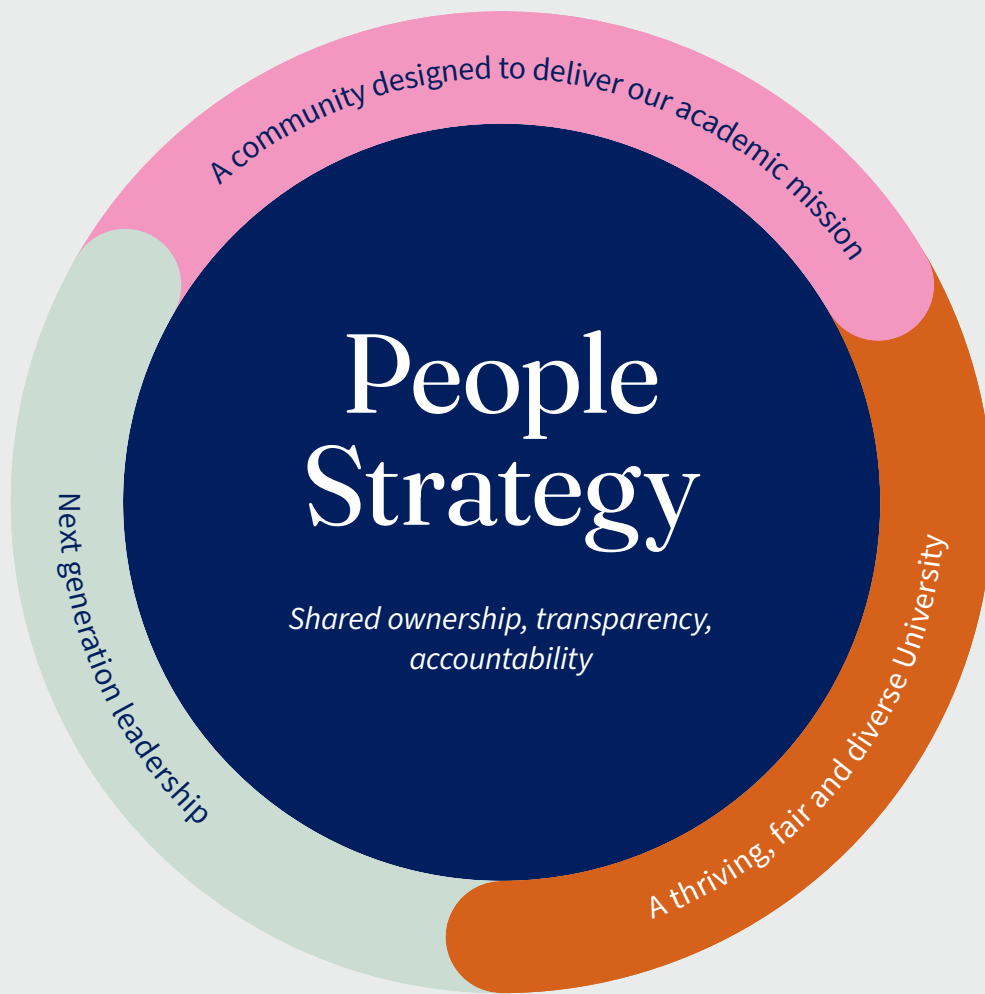 A community designed to deliver our academic mission
People
Strategy
Shared ownership, transparency,
accountability
Next generation leadership
A thriving, fair and diverse University